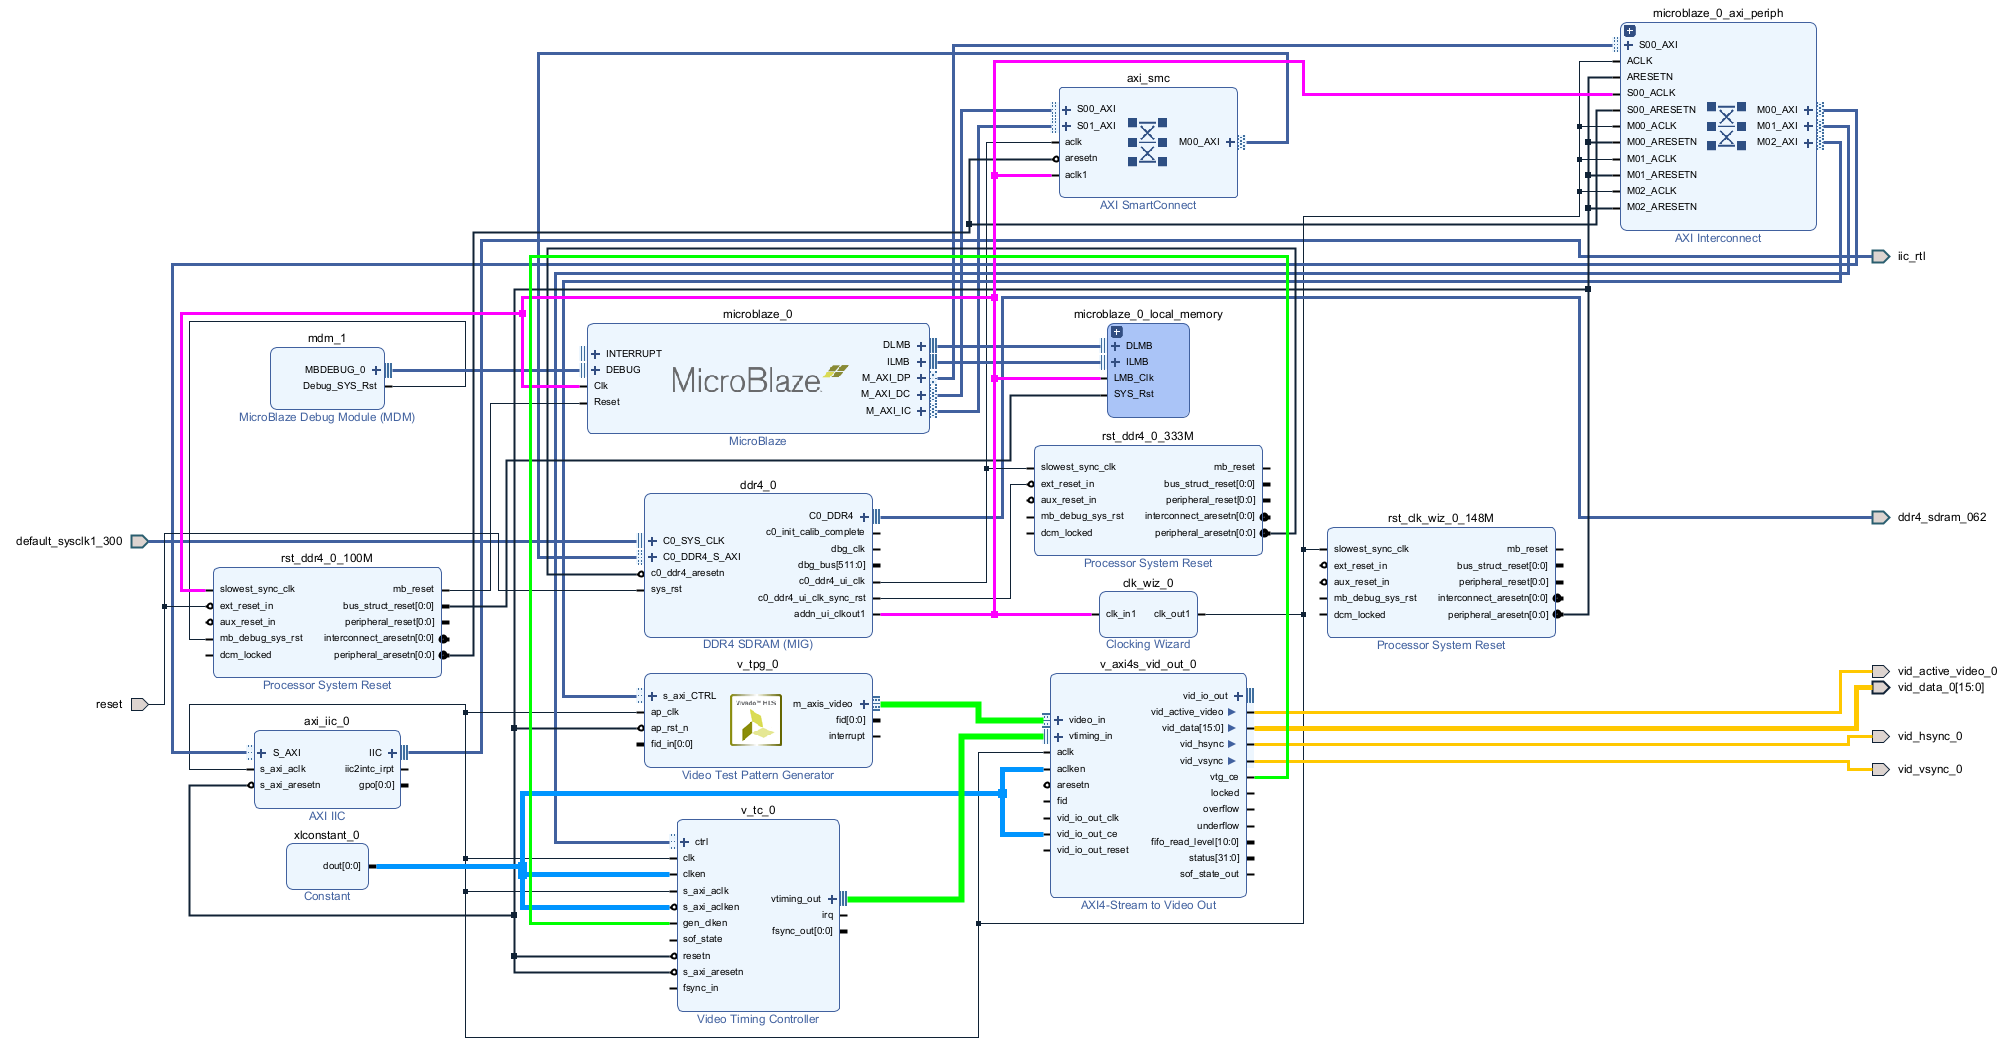 microblaze_0_axi_periph
S00_AXI
ACLK
ARESETN
S00_ACLK
S00_ARESETN
M00_ACLK
M00_ARESETN
M01_ACLK
M01_ARESETN
M02_ACLK
M02_ARESETN
M00_AXI
M01_AXI
M02_AXI
AXI Interconnect
axi_smc
S00_AXI
S01_AXI
aclk
aresetn
aclk1
M00_AXI
AXI SmartConnect
iic_rtl
mdm_1
MBDEBUG_0
Debug_SYS_Rst
MicroBlaze Debug Module (MDM)
microblaze_0
INTERRUPT
DEBUG
Clk
Reset
MicroBlaze
DLMB
ILMB
M_AXI_DP
M_AXI_DC
M_AXI_IC
MicroBlaze
microblaze_0_local_memory
DLMB
ILMB
LMB_Clk
SYS_Rst
rst_ddr4_0_333M
slowest_sync_clk
ext_reset_in
aux_reset_in
mb_debug_sys_rst
dcm_locked
mb_reset
bus_struct_reset[0:0]
peripheral_reset[0:0]
interconnect_aresetn[0:0]
peripheral_aresetn[0:0]
Processor System Reset
ddr4_0
C0_SYS_CLK
C0_DDR4_S_AXI
c0_ddr4_aresetn
sys_rst
C0_DDR4
c0_init_calib_complete
dbg_clk
dbg_bus[511:0]
c0_ddr4_ui_clk
c0_ddr4_ui_clk_sync_rst
addn_ui_clkout1
DDR4 SDRAM (MIG)
default_sysclk1_300
ddr4_sdram_062
rst_ddr4_0_100M
slowest_sync_clk
ext_reset_in
aux_reset_in
mb_debug_sys_rst
dcm_locked
mb_reset
bus_struct_reset[0:0]
peripheral_reset[0:0]
interconnect_aresetn[0:0]
peripheral_aresetn[0:0]
Processor System Reset
clk_wiz_0
clk_in1
clk_out1
Clocking Wizard
rst_clk_wiz_0_148M
slowest_sync_clk
ext_reset_in
aux_reset_in
mb_debug_sys_rst
dcm_locked
mb_reset
bus_struct_reset[0:0]
peripheral_reset[0:0]
interconnect_aresetn[0:0]
peripheral_aresetn[0:0]
Processor System Reset
reset
v_tpg_0
s_axi_CTRL
ap_clk
ap_rst_n
fid_in[0:0]
m_axis_video
fid[0:0]
interrupt
Video Test Pattern Generator
v_axi4s_vid_out_0
video_in
vtiming_in
aclk
aclken
aresetn
fid
vid_io_out_clk
vid_io_out_ce
vid_io_out_reset
vid_io_out
vid_active_video
vid_data[15:0]
vid_hsync
vid_vsync
vtg_ce
locked
overflow
underflow
fifo_read_level[10:0]
status[31:0]
sof_state_out
AXI4-Stream to Video Out
vid_active_video_0
vid_data_0[15:0]
vid_hsync_0
vid_vsync_0
axi_iic_0
S_AXI
s_axi_aclk
s_axi_aresetn
IIC
iic2intc_irpt
gpo[0:0]
AXI IIC
xlconstant_0
dout[0:0]
Constant
v_tc_0
ctrl
clk
clken
s_axi_aclk
s_axi_aclken
gen_clken
sof_state
resetn
s_axi_aresetn
fsync_in
vtiming_out
irq
fsync_out[0:0]
Video Timing Controller